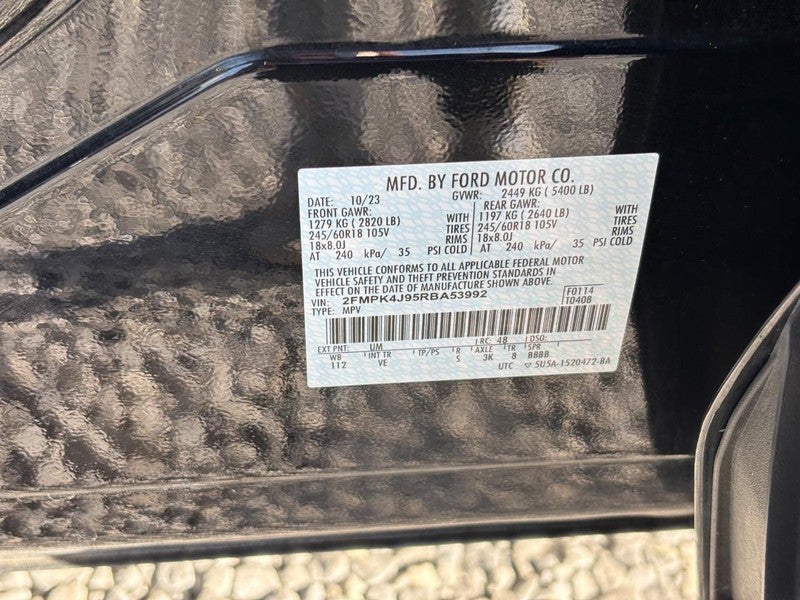 MFD. BY FORD MOTOR CO.
DATE: 10/23 GVWR: 2449 KG ( 5400 LB)
FRONT GAWR: REAR GAWR:
1279 KG ( 2820 LB) WITH 1197 KG ( 2640 LB) WITH
245/60R18 105V TIRES 245/60R18 105V TIRES
18x8.0J RIMS 18x8.0J RIMS
AT 240 kPa/ 35 PSI COLD AT 240 kPa/ 35 PSI COLD
THIS VEHICLE CONFORMS TO ALL APPLICABLE FEDERAL MOTOR
VEHICLE SAFETY AND THEFT PREVENTION STANDARDS IN
EFFECT ON THE DATE OF MANUFACTURE SHOWN ABOVE.
VIN: 2FMPK4J95RBA53992 F0114
TYPE: MPV T0408
EXT PNT: UM RC: 48 DSO:
WB INT TR TP/PS R AXLE TR SPR
112 VE S 3K 8 BBBB
UTC ▽5U5A-1520472-BA